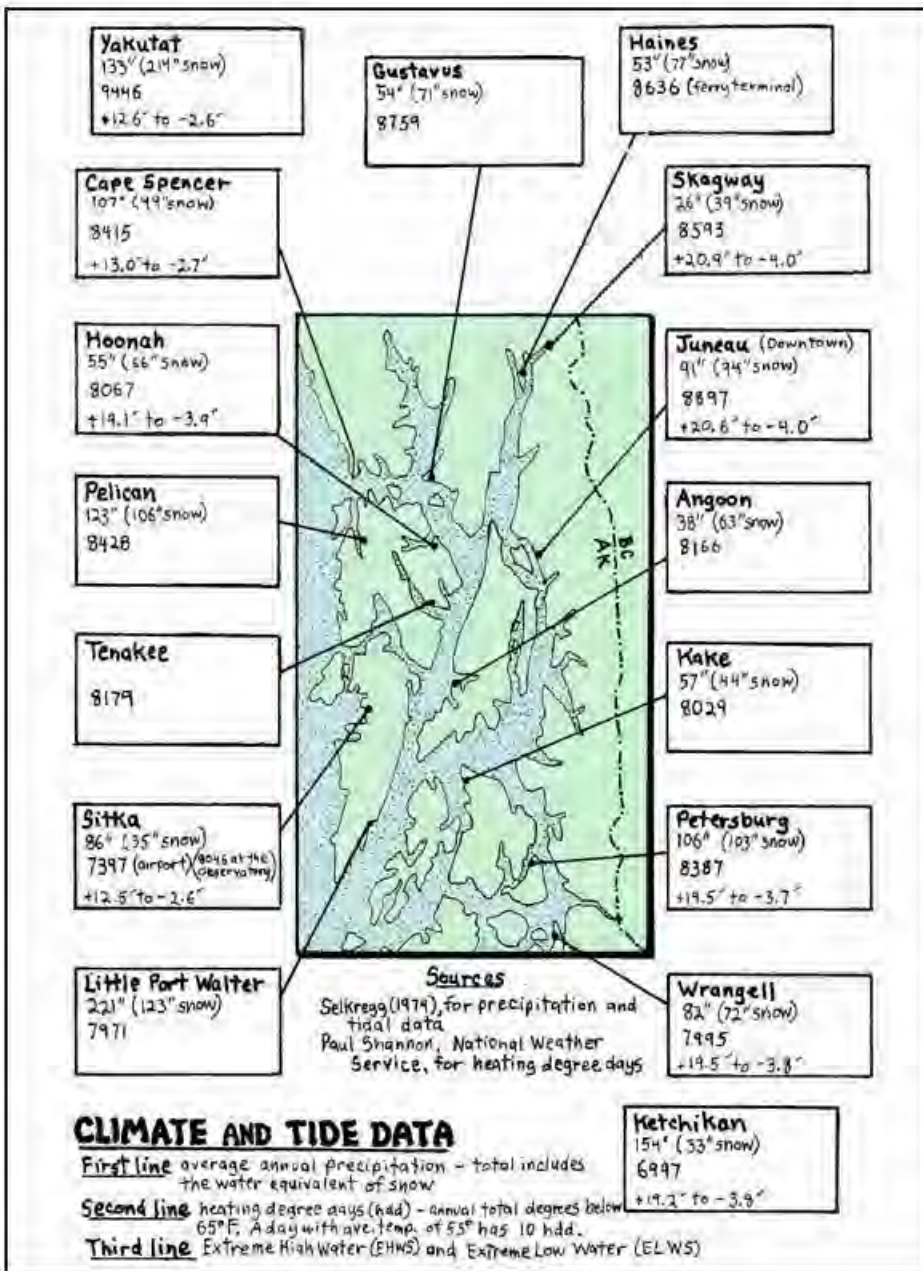 Yakutat
133" (214" snow)
9446
+12.6' to -2.6'
Gustavus
54" (71" snow)
8759
Haines
53" (77" snow)
8636 (ferry terminal)
Cape Spencer
107" (49" snow)
8415
+13.0' to -2.7'
Skagway
26" (39" snow)
8593
+20.9' to -4.0'
Hoonah
55" (66" snow)
8067
+19.1' to -3.9'
Juneau (Downtown)
91" (94" snow)
8897
+20.6' to -4.0'
Pelican
123" (106" snow)
8428
Angoon
38" (63" snow)
8166
BC
AK
Tenakee
8179
Kake
57" (44" snow)
8029
Sitka
86" (35" snow)
7397 (airport) (8046 at the
observatory)
+12.5' to -2.6'
Petersburg
106" (103" snow)
8387
+19.5' to -3.7'
Little Port Walter
221" (123" snow)
7971
Sources
Selkregg (1974), for precipitation and
tidal data
Paul Shannon, National Weather
Service, for heating degree days
Wrangell
82" (72" snow)
7995
+19.5' to -3.8'
Ketchikan
154" (33" snow)
6997
+19.2' to -3.8'
CLIMATE AND TIDE DATA
First line average annual precipitation - total includes
the water equivalent of snow
Second line heating degree days (hdd) - annual total degrees below
65°F. A day with ave. temp. of 55° has 10 hdd.
Third line Extreme High Water (EHWS) and Extreme Low Water (ELWS)